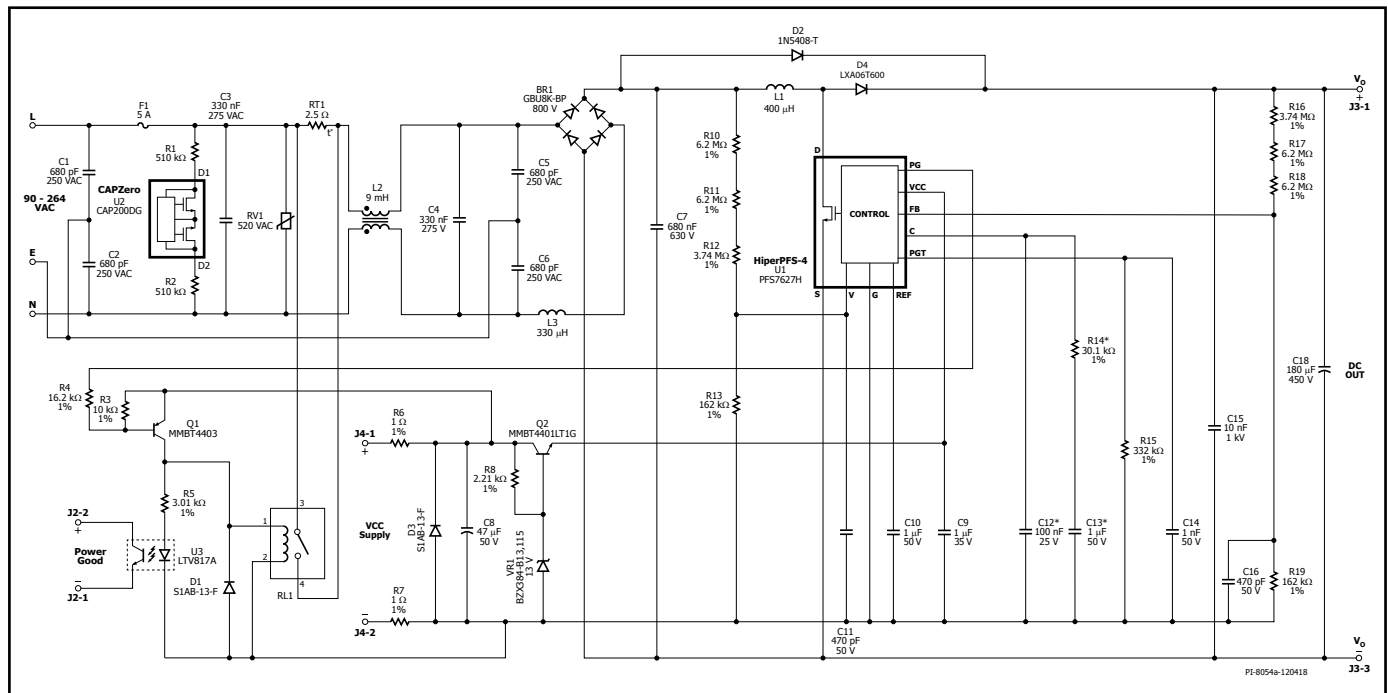 D2
1N5408-T
D4
LXA06T600
L1
400 µH
BR1
GBU8K-BP
800 V
VO
+
J3-1
L
F1
5 A
C3
330 nF
275 VAC
RT1
2.5 Ω
t°
R1
510 kΩ
D1
C1
680 pF
250 VAC
CAPZero
U2
CAP200DG
90 - 264
VAC
RV1
520 VAC
L2
9 mH
C4
330 nF
275 V
C5
680 pF
250 VAC
C2
680 pF
250 VAC
D2
R2
510 kΩ
E
N
C6
680 pF
250 VAC
L3
330 µH
C7
680 nF
630 V
R10
6.2 MΩ
1%
R11
6.2 MΩ
1%
R12
3.74 MΩ
1%
D
CONTROL
PG
VCC
FB
C
PGT
HiperPFS-4
U1
PFS7627H
S
V
G
REF
R16
3.74 MΩ
1%
R17
6.2 MΩ
1%
R18
6.2 MΩ
1%
R14*
30.1 kΩ
1%
C18
180 µF
450 V
DC
OUT
R4
16.2 kΩ
1%
R3
10 kΩ
1%
Q1
MMBT4403
R6
1 Ω
1%
J4-1
+
Q2
MMBT4401LT1G
R13
162 kΩ
1%
R15
332 kΩ
1%
C15
10 nF
1 kV
R8
2.21 kΩ
1%
R5
3.01 kΩ
1%
J2-2
+
Power
Good
U3
LTV817A
J2-1
–
D1
S1AB-13-F
3
1
2
4
RL1
VCC
Supply
D3
S1AB-13-F
C8
47 µF
50 V
VR1
BZX384-B13,115
13 V
R7
1 Ω
1%
–
J4-2
C11
470 pF
50 V
C10
1 µF
50V
C9
1 µF
35V
C12*
100 nF
25 V
C13*
1 µF
50 V
C14
1 nF
50 V
C16
470 pF
50 V
R19
162 kΩ
1%
VO
–
J3-3
PI-8054a-120418